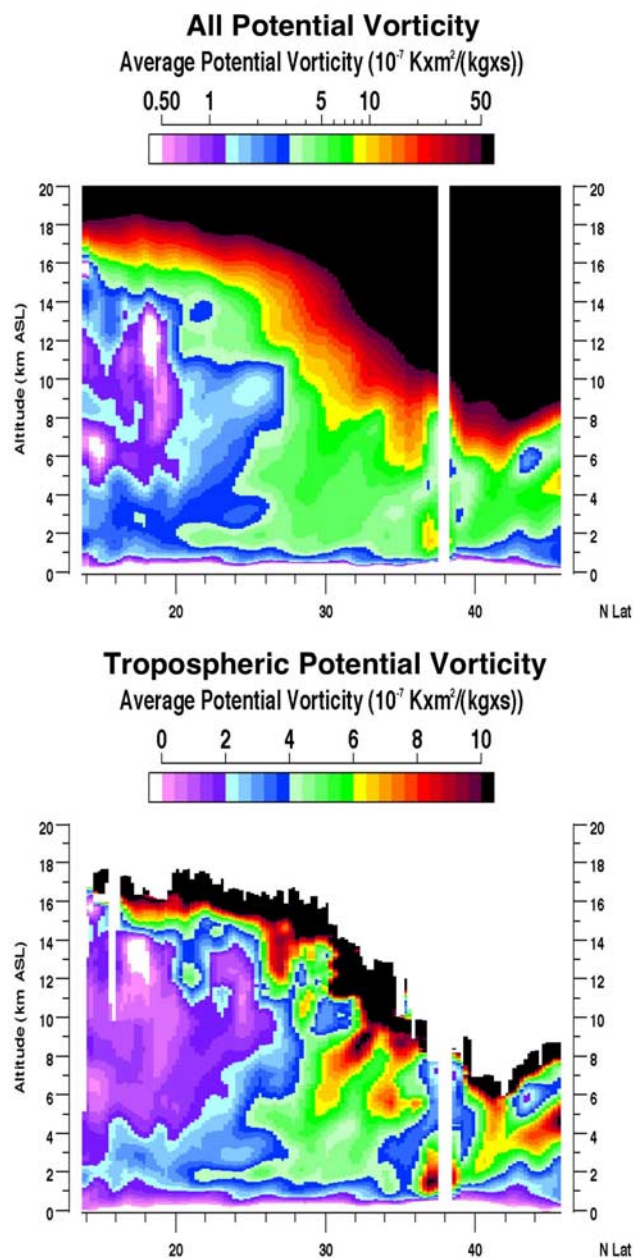 All Potential Vorticity
Average Potential Vorticity (10⁻⁷ Kxm²/(kgxs))
0.50 1 5 10 50
20 20
18 18
16 16
14 14
12 12
10 10
8 8
6 6
4 4
2 2
0 0
Altitude (km ASL)
20 30 40 N Lat
Tropospheric Potential Vorticity
Average Potential Vorticity (10⁻⁷ Kxm²/(kgxs))
0 2 4 6 8 10
20 20
18 18
16 16
14 14
12 12
10 10
8 8
6 6
4 4
2 2
0 0
Altitude (km ASL)
20 30 40 N Lat